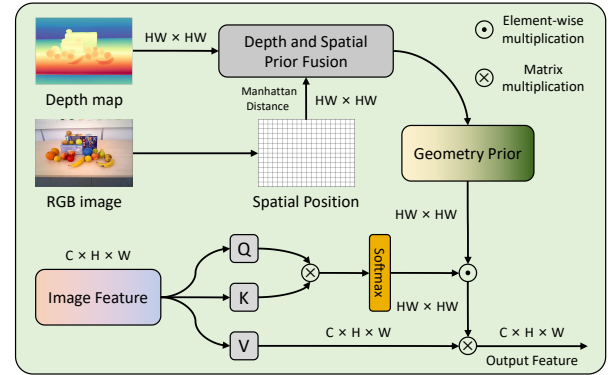 HW × HW
Depth and Spatial
Prior Fusion
Element-wise
multiplication
Matrix
multiplication
Depth map
Manhattan
Distance
HW × HW
Geometry Prior
RGB image
Spatial Position
HW × HW
C × H × W
Image Feature
Q
K
V
Softmax
HW × HW
C × H × W
C × H × W
Output Feature